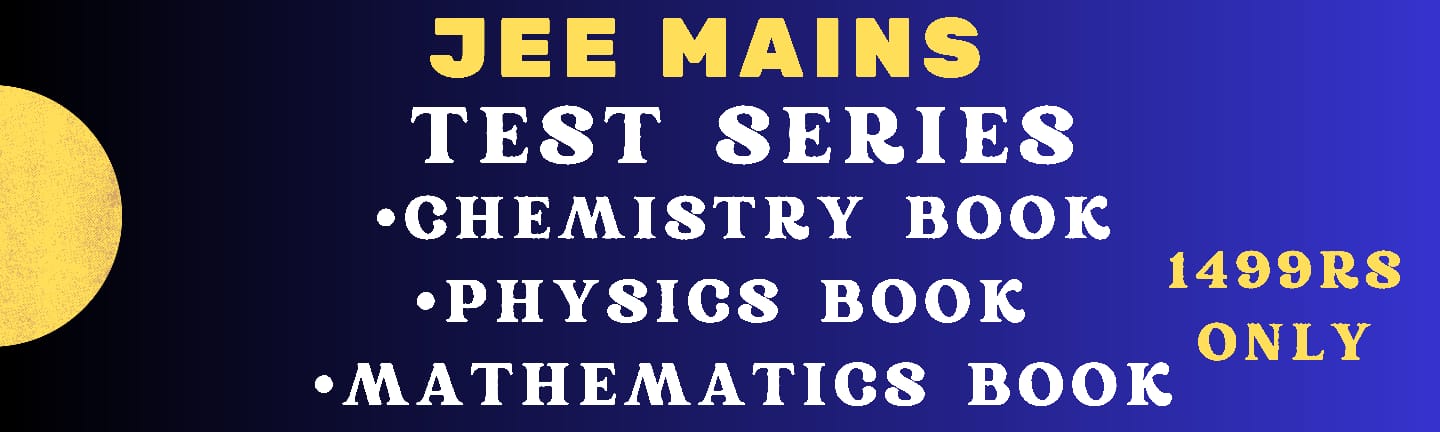 JEE MAINS
TEST SERIES
•CHEMISTRY BOOK
•PHYSICS BOOK
•MATHEMATICS BOOK
1499RS
ONLY